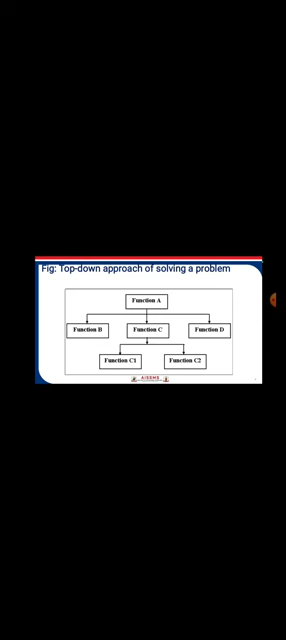 Fig: Top-down approach of solving a problem
Function A
Function B
Function C
Function D
Function C1
Function C2
AISSMS